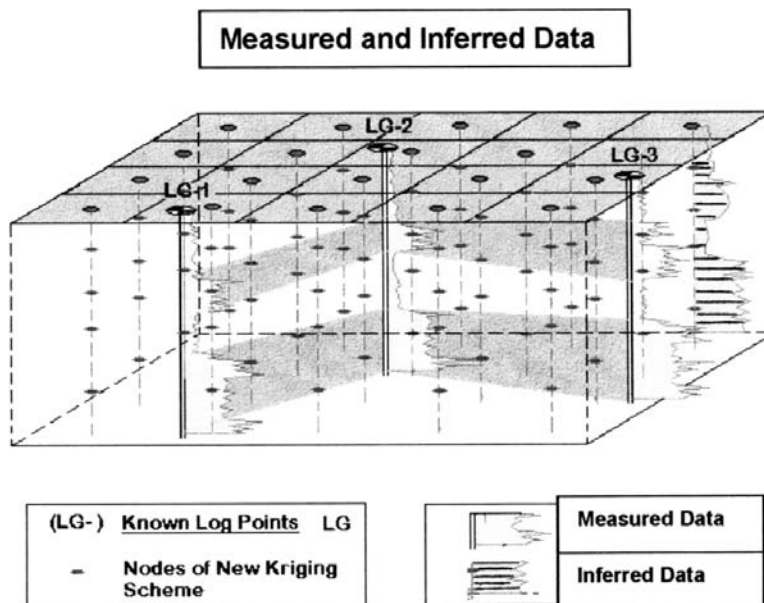 Measured and Inferred Data
LG-2
LG-3
LG-1
(LG- ) Known Log Points LG
Nodes of New Kriging
Scheme
Measured Data
Inferred Data